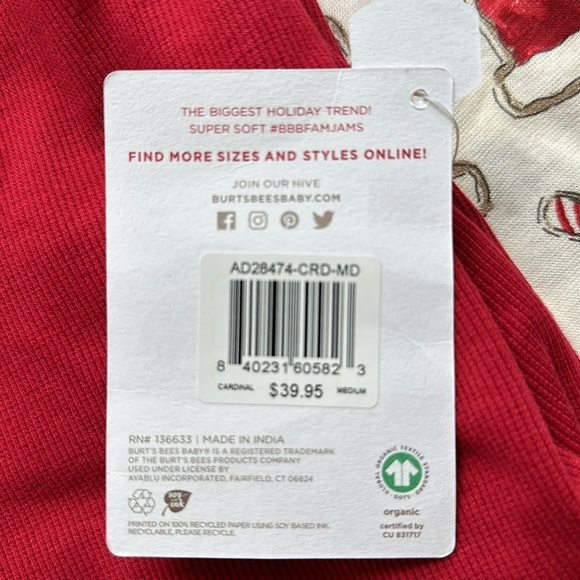 THE BIGGEST HOLIDAY TREND!
SUPER SOFT #BBBFAMJAMS
FIND MORE SIZES AND STYLES ONLINE!
JOIN OUR HIVE
BURTSBEESBABY.COM
AD28474-CRD-MD
8 40231 60582 3
CARDINAL $39.95 MEDIUM
RN# 136633 | MADE IN INDIA
BURT'S BEES BABY® IS A REGISTERED TRADEMARK
OF THE BURT'S BEES PRODUCTS COMPANY
USED UNDER LICENSE BY
AYABLU INCORPORATED, FAIRFIELD, CT 06824
soy ink
PRINTED ON 100% RECYCLED PAPER USING SOY BASED INK.
RECYCLABLE, PLEASE RECYCLE.
GLOBAL ORGANIC TEXTILE STANDARD · GOTS ·
organic
certified by
CU 831717